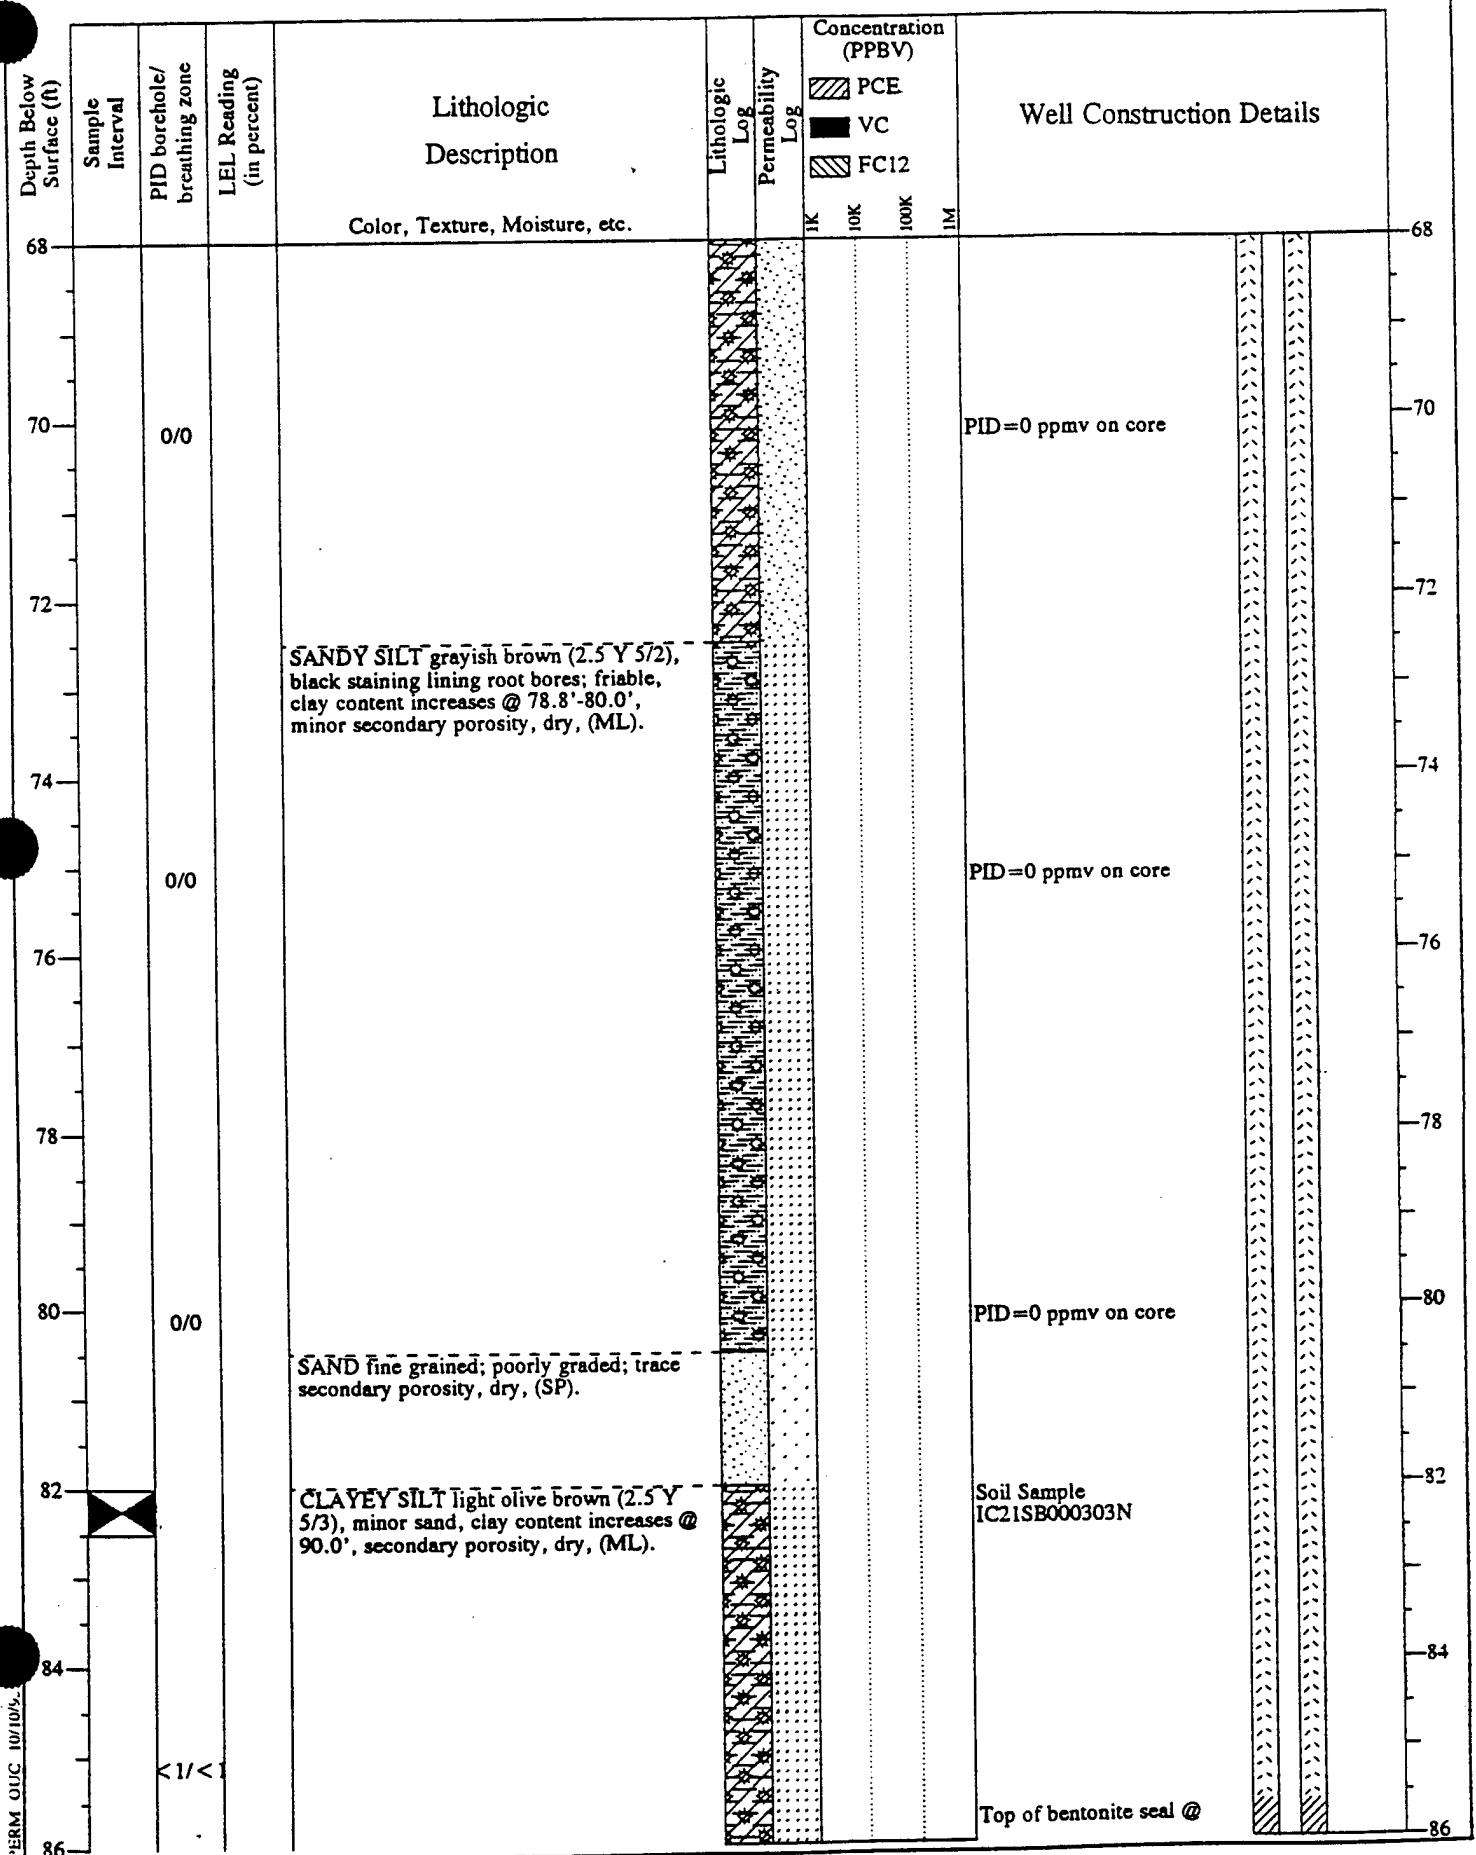 Depth Below
Surface (ft)
Sample
Interval
PID borehole/
breathing zone
LEL Reading
(in percent)
Lithologic
Description
Color, Texture, Moisture, etc.
Lithologic
Log
Permeability
Log
Concentration
(PPBV)
PCE
VC
FC12
1K
10K
100K
1M
Well Construction Details
68
68
70
0/0
PID=0 ppmv on core
70
72
72
SANDY SILT grayish brown (2.5 Y 5/2),
black staining lining root bores; friable,
clay content increases @ 78.8'-80.0',
minor secondary porosity, dry, (ML).
74
74
0/0
PID=0 ppmv on core
76
76
78
78
80
0/0
PID=0 ppmv on core
80
SAND fine grained; poorly graded; trace
secondary porosity, dry, (SP).
82
82
CLAYEY SILT light olive brown (2.5 Y
5/3), minor sand, clay content increases @
90.0', secondary porosity, dry, (ML).
Soil Sample
IC21SB000303N
84
84
<1/<1
Top of bentonite seal @
86
86
PERM OUC 10/10/9